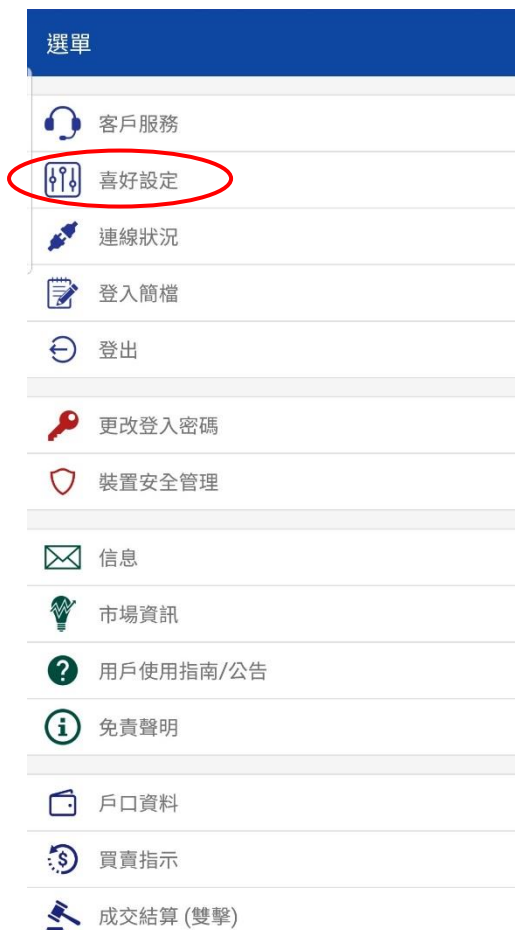 選單
客戶服務
喜好設定
連線狀況
登入簡檔
登出
更改登入密碼
裝置安全管理
信息
市場資訊
用戶使用指南/公告
免責聲明
戶口資料
買賣指示
成交結算 (雙擊)